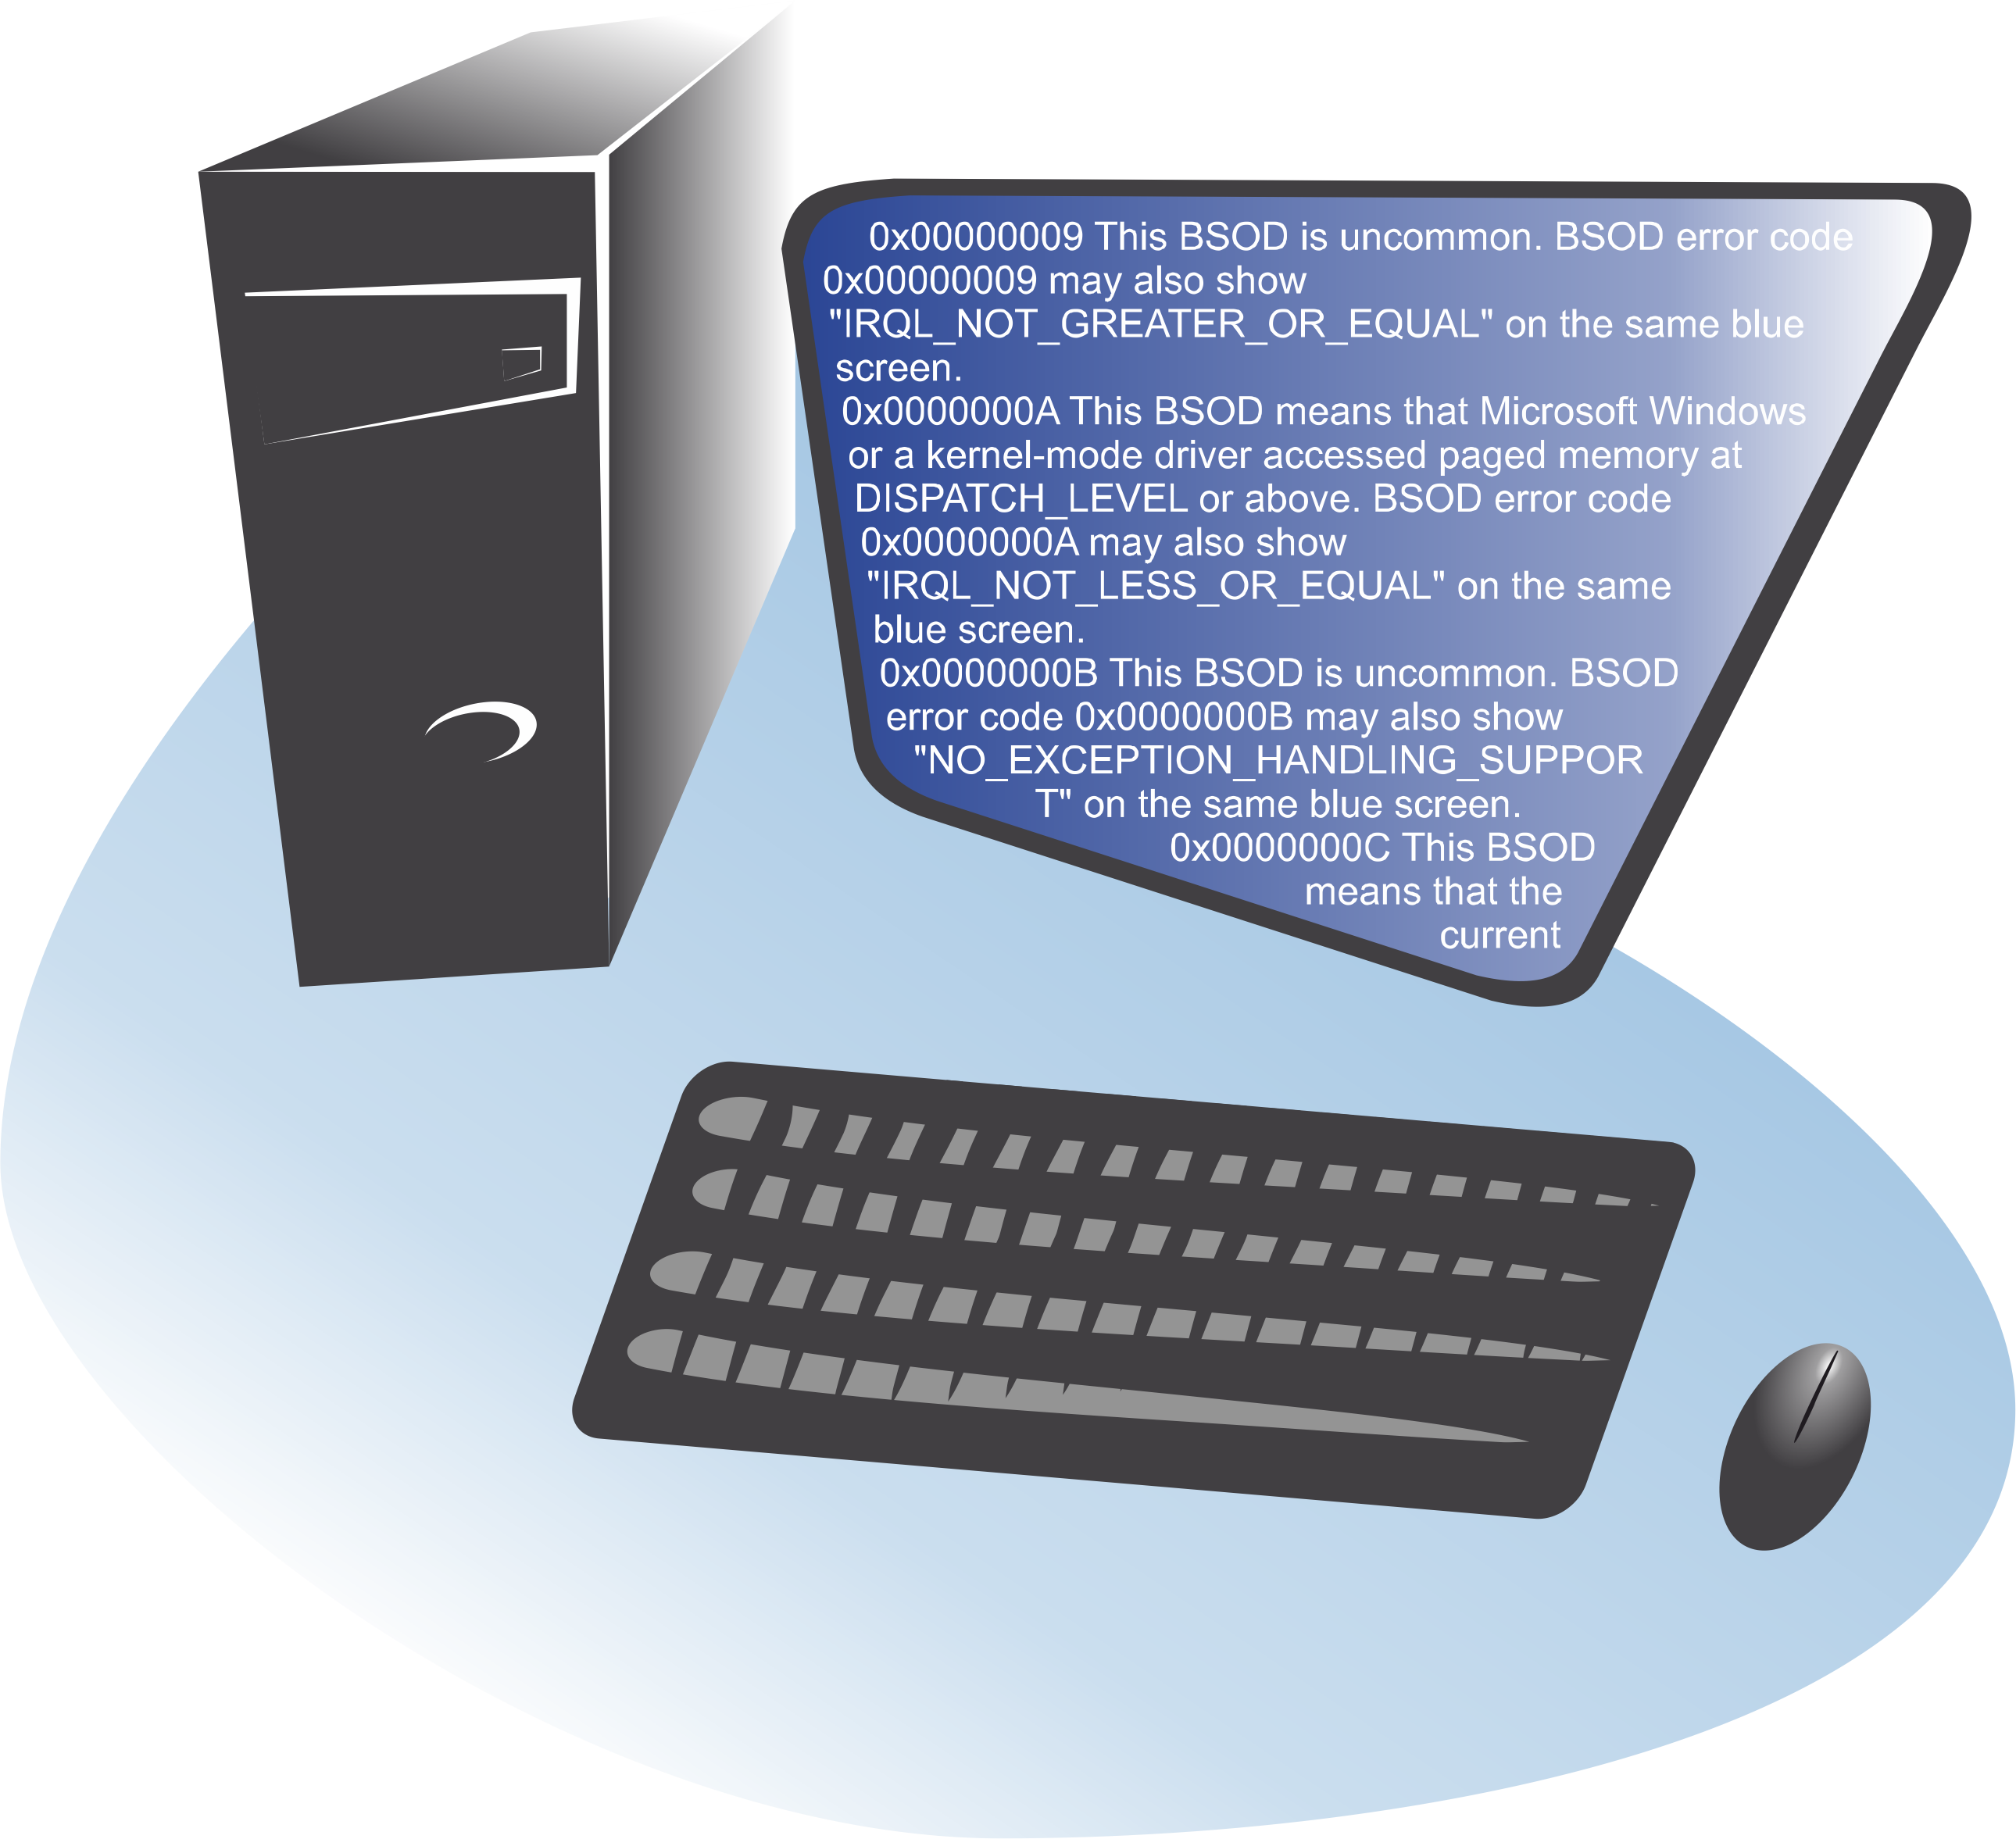 0x00000009 This BSOD is uncommon. BSOD error code
0x00000009 may also show
"IRQL_NOT_GREATER_OR_EQUAL" on the same blue
screen.
0x0000000A This BSOD means that Microsoft Windows
or a kernel-mode driver accessed paged memory at
DISPATCH_LEVEL or above. BSOD error code
0x0000000A may also show
"IRQL_NOT_LESS_OR_EQUAL" on the same
blue screen.
0x0000000B This BSOD is uncommon. BSOD
error code 0x0000000B may also show
"NO_EXCEPTION_HANDLING_SUPPOR
T" on the same blue screen.
0x0000000C This BSOD
means that the
current